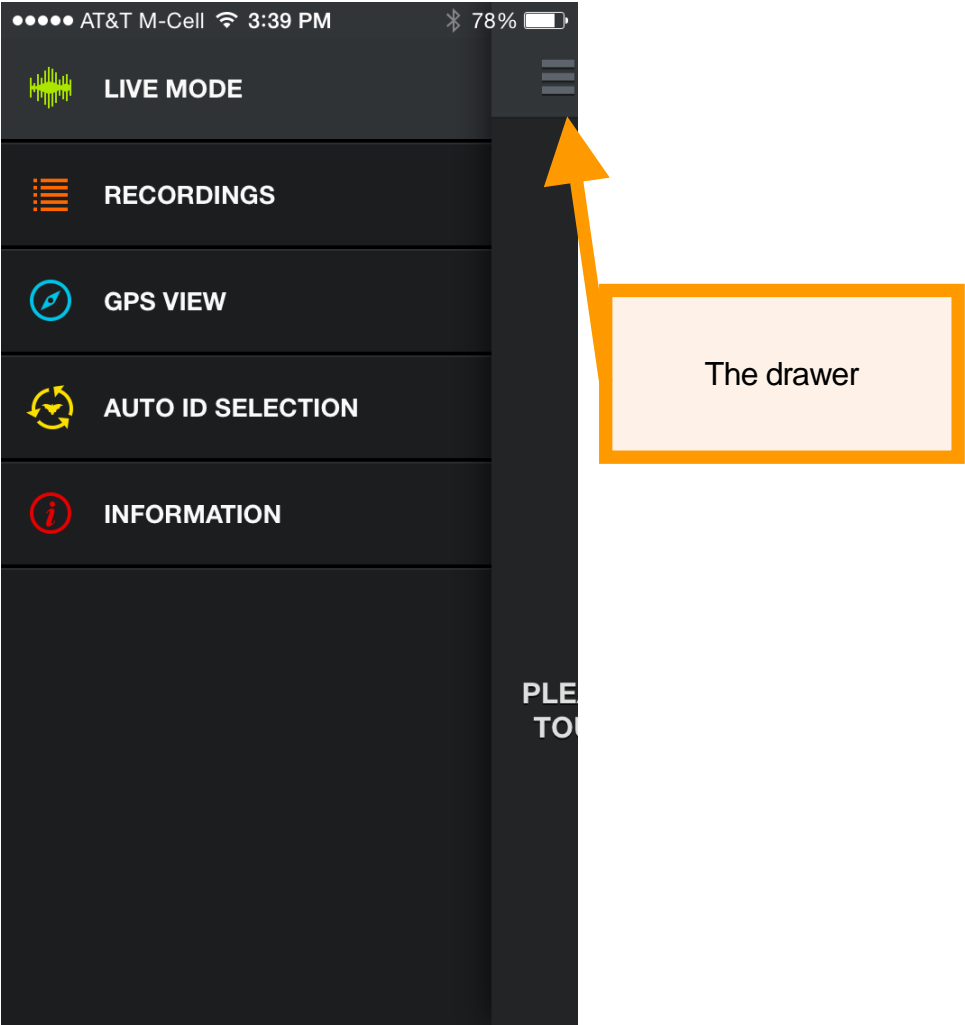 AT&T M-Cell 3:39 PM 78%
LIVE MODE
RECORDINGS
GPS VIEW
AUTO ID SELECTION
INFORMATION
The drawer
PLE
TOU